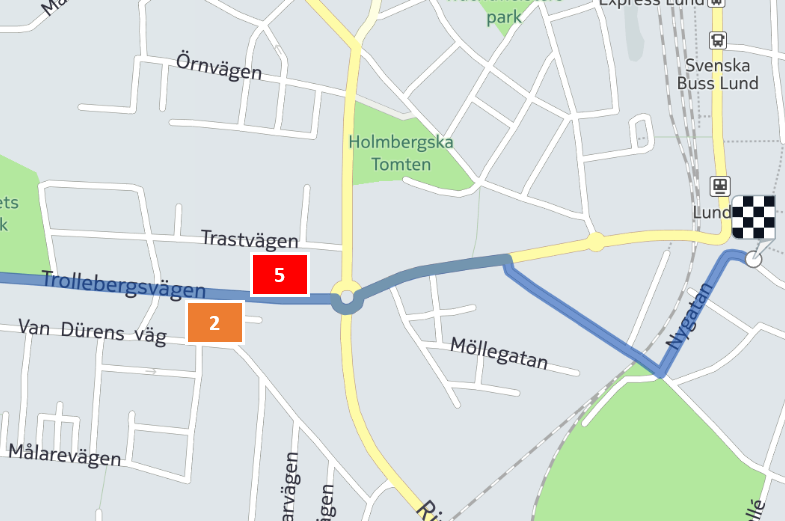 park
Express Lund
Svenska
Buss Lund
Örnvägen
Holmbergska
Tomten
Lund
Trastvägen
5
Trollebergsvägen
2
Van Dürens väg
Nygatan
Möllegatan
Målarevägen